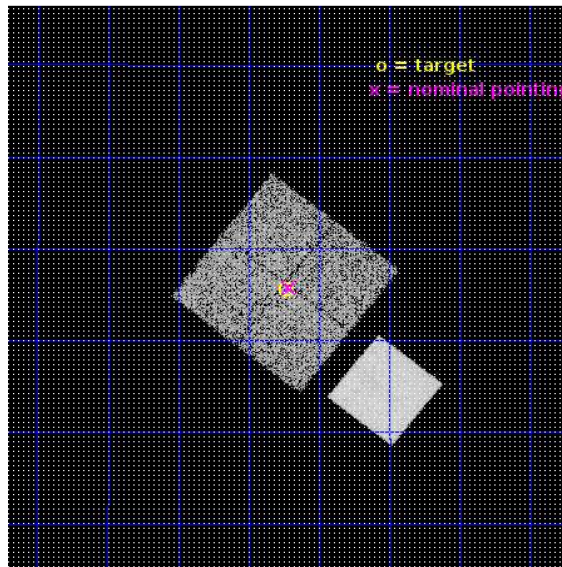 o = target
x = nominal pointing